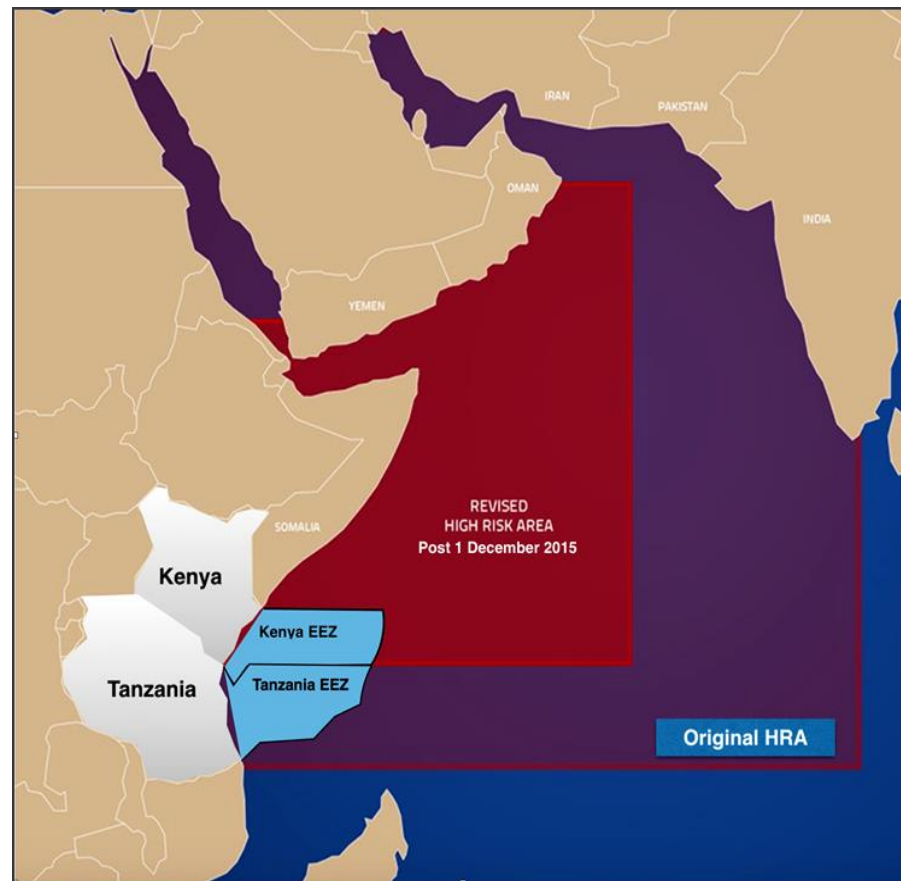 IRAN
PAKISTAN
OMAN
INDIA
YEMEN
REVISED
HIGH RISK AREA
Post 1 December 2015
SOMALIA
Kenya
Kenya EEZ
Tanzania EEZ
Tanzania
Original HRA